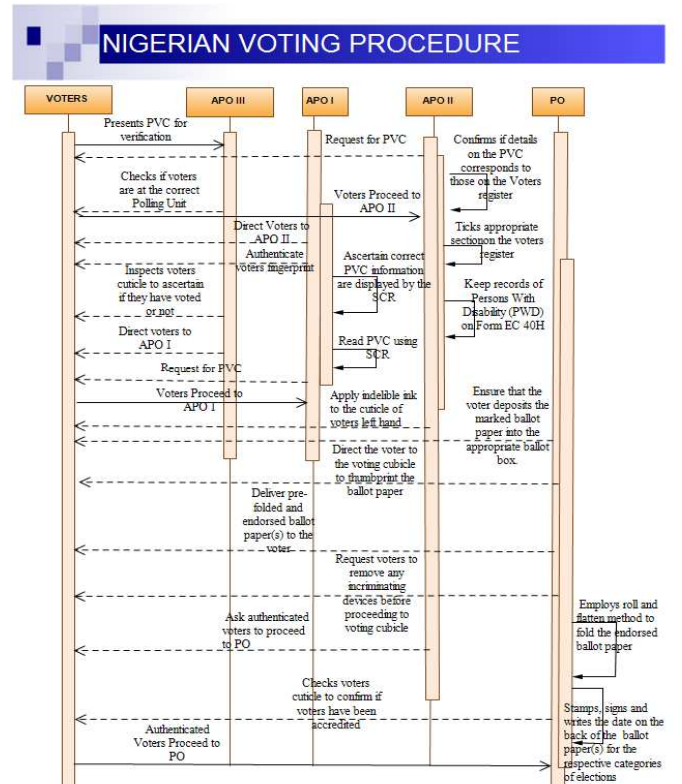 NIGERIAN VOTING PROCEDURE
VOTERS
APO III
APO I
APO II
PO
Presents PVC for
verification
Request for PVC
Confirms if details
on the PVC
corresponds to
those on the Voters
register
Checks if voters
are at the correct
Polling Unit
Voters Proceed to
APO II
Direct Voters to
APO II
Ticks appropriate
sectionon the voters
register
Authenticate
voters fingerprint
Ascertain correct
PVC information
are displayed by the
SCR
Inspects voters
cuticle to ascertain
if they have voted
or not
Keep records of
Persons With
Disability (PWD)
on Form EC 40H
Direct voters to
APO I
Read PVC using
SCR
Request for PVC
Voters Proceed to
APO I
Apply indelible ink
to the cuticle of
voters left hand
Ensure that the
voter deposits the
marked ballot
paper into the
appropriate ballot
box.
Direct the voter to
the voting cubicle
to thumbprint the
ballot paper
Deliver pre-
folded and
endorsed ballot
paper(s) to the
voter
Request voters to
remove any
incriminating
devices before
proceeding to
voting cubicle
Employs roll and
flatten method to
fold the endorsed
ballot paper
Ask authenticated
voters to proceed
to PO
Checks voters
cuticle to confirm if
voters have been
accredited
Stamps, signs and
writes the date on the
back of the ballot
paper(s) for the
respective categories
of elections
Authenticated
Voters Proceed to
PO